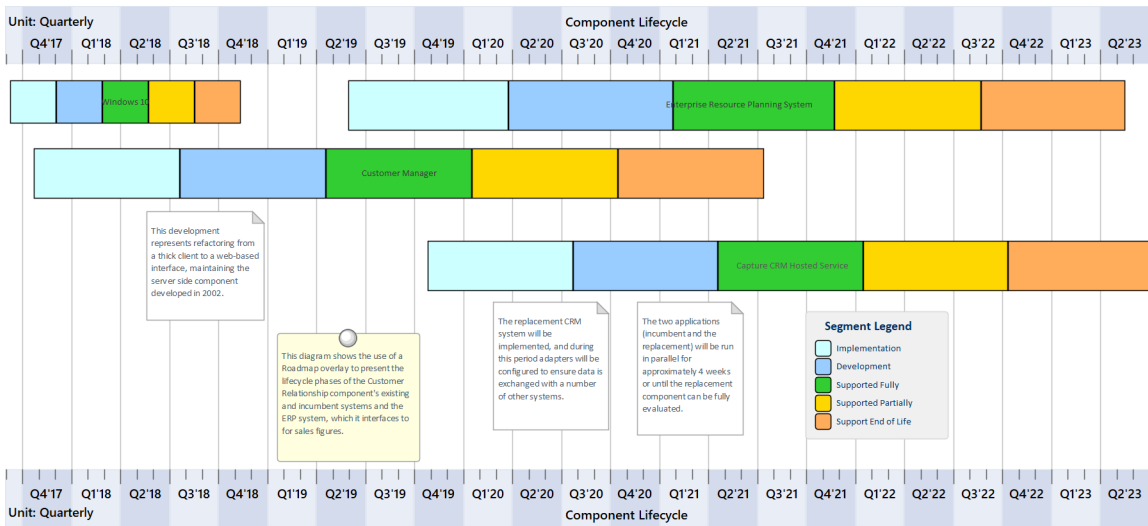 Unit: Quarterly
Component Lifecycle
Q4'17 Q1'18 Q2'18 Q3'18 Q4'18 Q1'19 Q2'19 Q3'19 Q4'19 Q1'20 Q2'20 Q3'20 Q4'20 Q1'21 Q2'21 Q3'21 Q4'21 Q1'22 Q2'22 Q3'22 Q4'22 Q1'23 Q2'23
Windows 10
Enterprise Resource Planning System
Customer Manager
This development
represents refactoring from
a thick client to a web-based
interface, maintaining the
server side component
developed in 2002.
Capture CRM Hosted Service
This diagram shows the use of a
Roadmap overlay to present the
lifecycle phases of the Customer
Relationship component's existing
and incumbent systems and the
ERP system, which it interfaces to
for sales figures.
The replacement CRM
system will be
implemented, and during
this period adapters will be
configured to ensure data is
exchanged with a number
of other systems.
The two applications
(incumbent and the
replacement) will be run
in parallel for
approximately 4 weeks
or until the replacement
component can be fully
evaluated.
Segment Legend
Implementation
Development
Supported Fully
Supported Partially
Support End of Life
Q4'17 Q1'18 Q2'18 Q3'18 Q4'18 Q1'19 Q2'19 Q3'19 Q4'19 Q1'20 Q2'20 Q3'20 Q4'20 Q1'21 Q2'21 Q3'21 Q4'21 Q1'22 Q2'22 Q3'22 Q4'22 Q1'23 Q2'23
Unit: Quarterly
Component Lifecycle